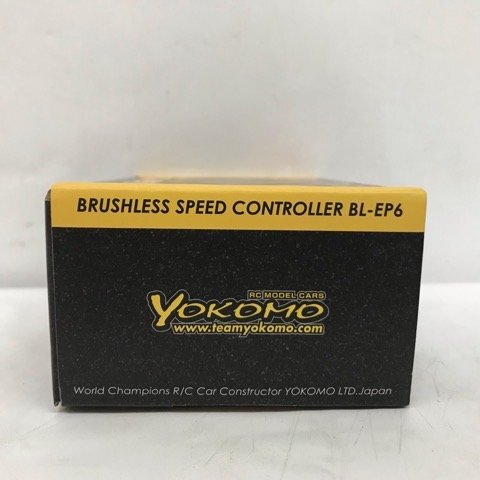 BRUSHLESS SPEED CONTROLLER BL-EP6
RC MODEL CARS
YOKOMO
www.teamyokomo.com
World Champions R/C Car Constructor YOKOMO LTD.Japan